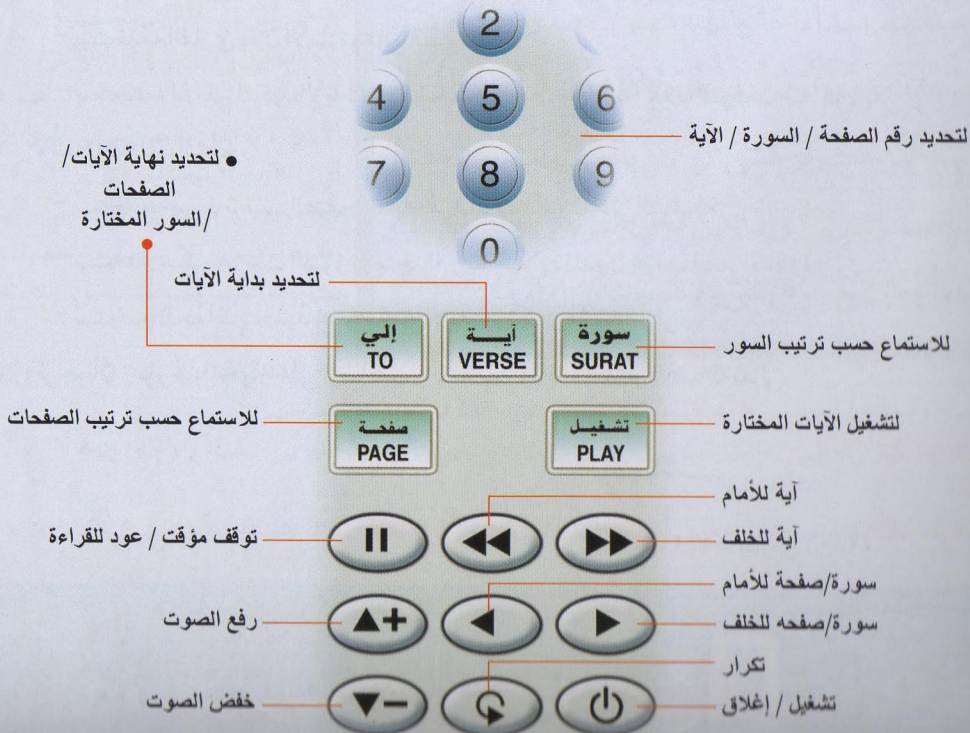 2
4 5 6
لتحديد رقم الصفحة / السورة / الآية
7 8 9
0
• لتحديد نهاية الآيات/
الصفحات
/السور المختارة
لتحديد بداية الآيات
سورة
SURAT
آيــة
VERSE
إلي
TO
للاستماع حسب ترتيب السور
تشغيل
PLAY
صفحة
PAGE
لتشغيل الآيات المختارة
للاستماع حسب ترتيب الصفحات
آية للأمام
آية للخلف
توقف مؤقت / عود للقراءة
سورة/صفحة للأمام
سورة/صفحه للخلف
+
رفع الصوت
تكرار
تشغيل / إغلاق
−
خفض الصوت